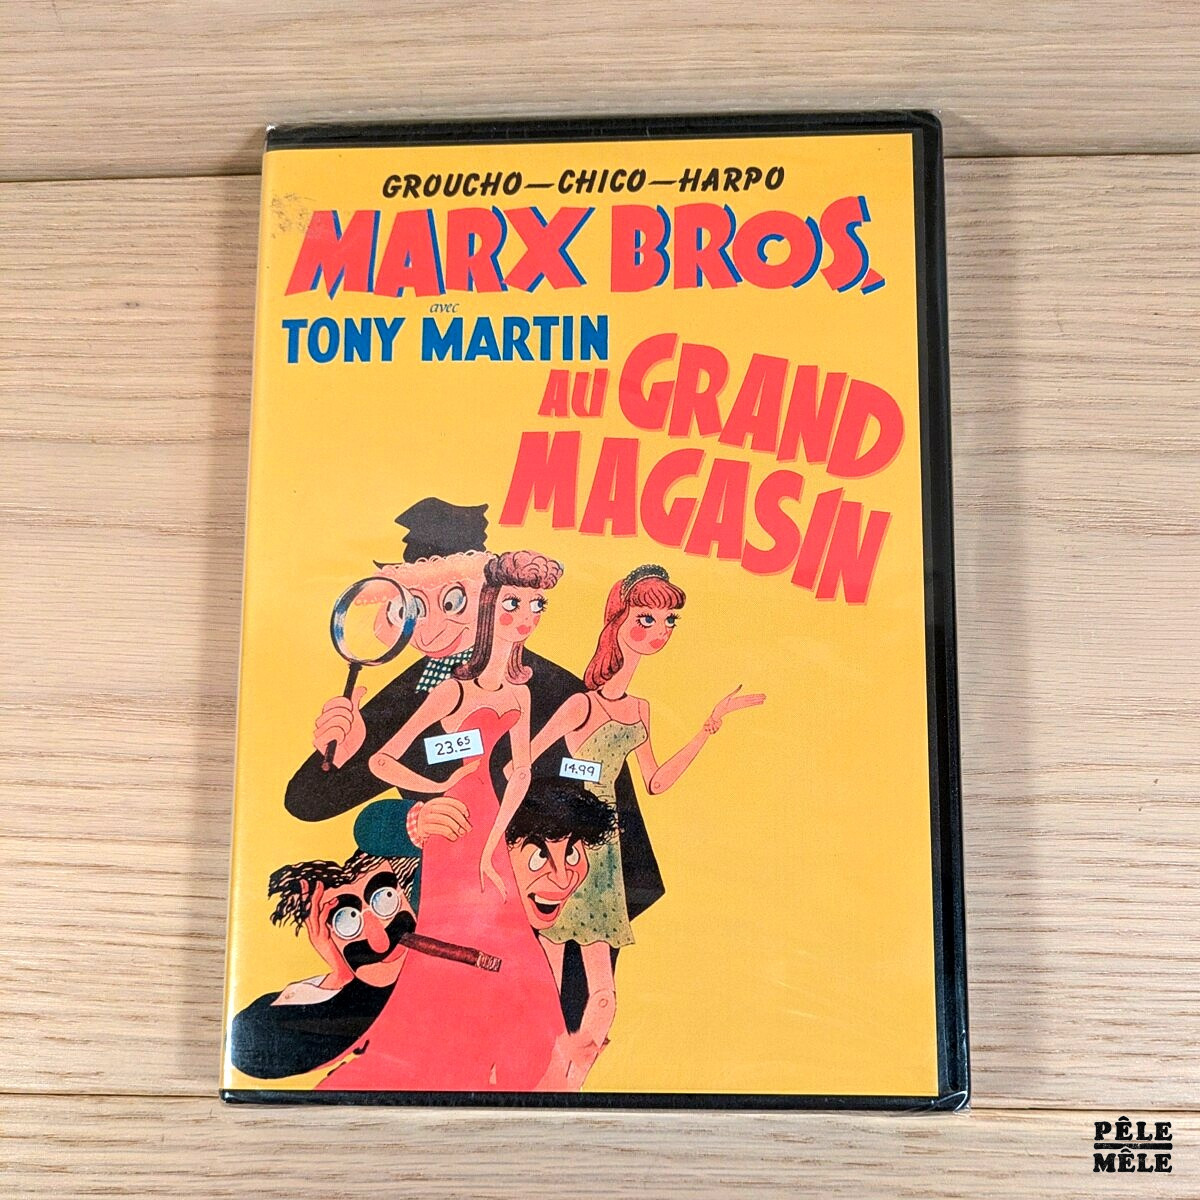 GROUCHO—CHICO—HARPO
MARX BROS.
avec
TONY MARTIN
AU GRAND
MAGASIN
23.65
14.99
PÊLE
MÊLE